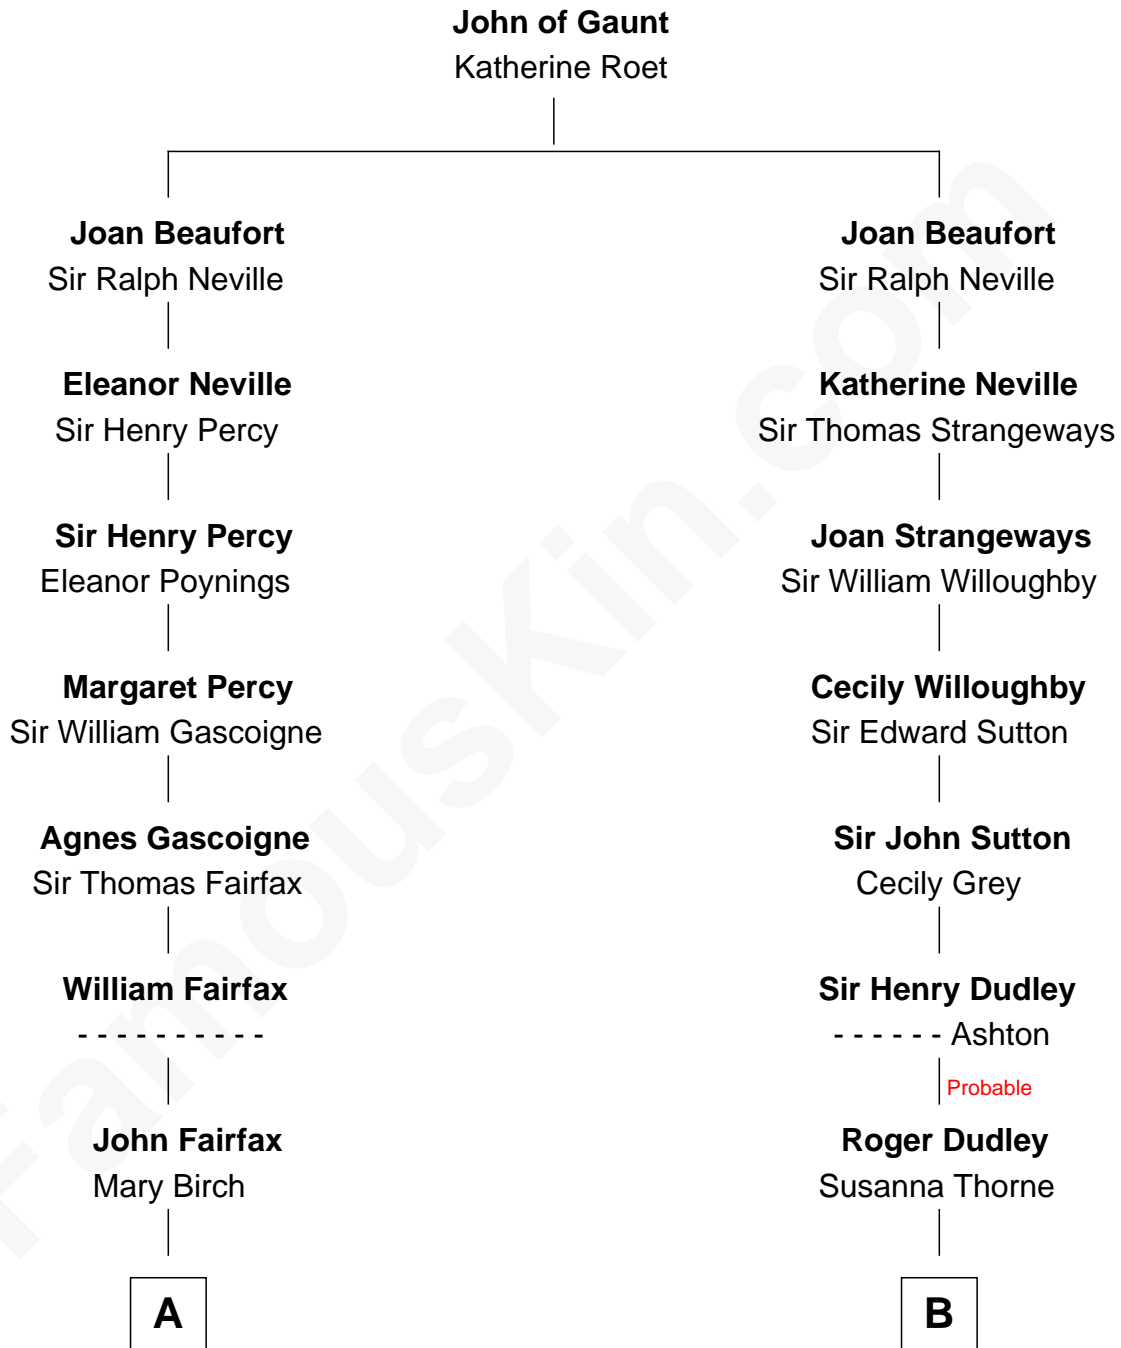 John of Gaunt
Katherine Roet
Joan Beaufort
Sir Ralph Neville
Joan Beaufort
Sir Ralph Neville
Eleanor Neville
Sir Henry Percy
Katherine Neville
Sir Thomas Strangeways
Sir Henry Percy
Eleanor Poynings
Joan Strangeways
Sir William Willoughby
Margaret Percy
Sir William Gascoigne
Cecily Willoughby
Sir Edward Sutton
Agnes Gascoigne
Sir Thomas Fairfax
Sir John Sutton
Cecily Grey
William Fairfax
- - - - - - - - - -
Sir Henry Dudley
- - - - - - Ashton
Probable
John Fairfax
Mary Birch
Roger Dudley
Susanna Thorne
A
B
FamousKin.com